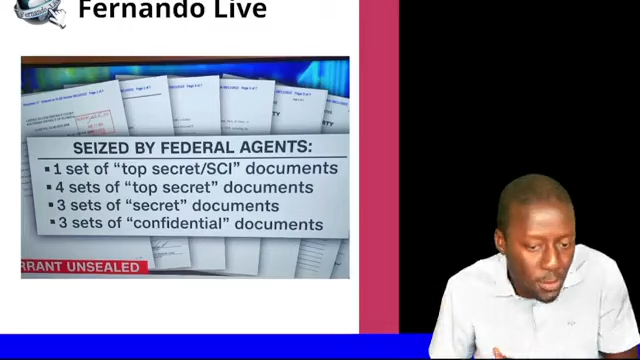 Fernando Live
SEIZED BY FEDERAL AGENTS:
▪ 1 set of “top secret/SCI” documents
▪ 4 sets of “top secret” documents
▪ 3 sets of “secret” documents
▪ 3 sets of “confidential” documents
RRANT UNSEALED